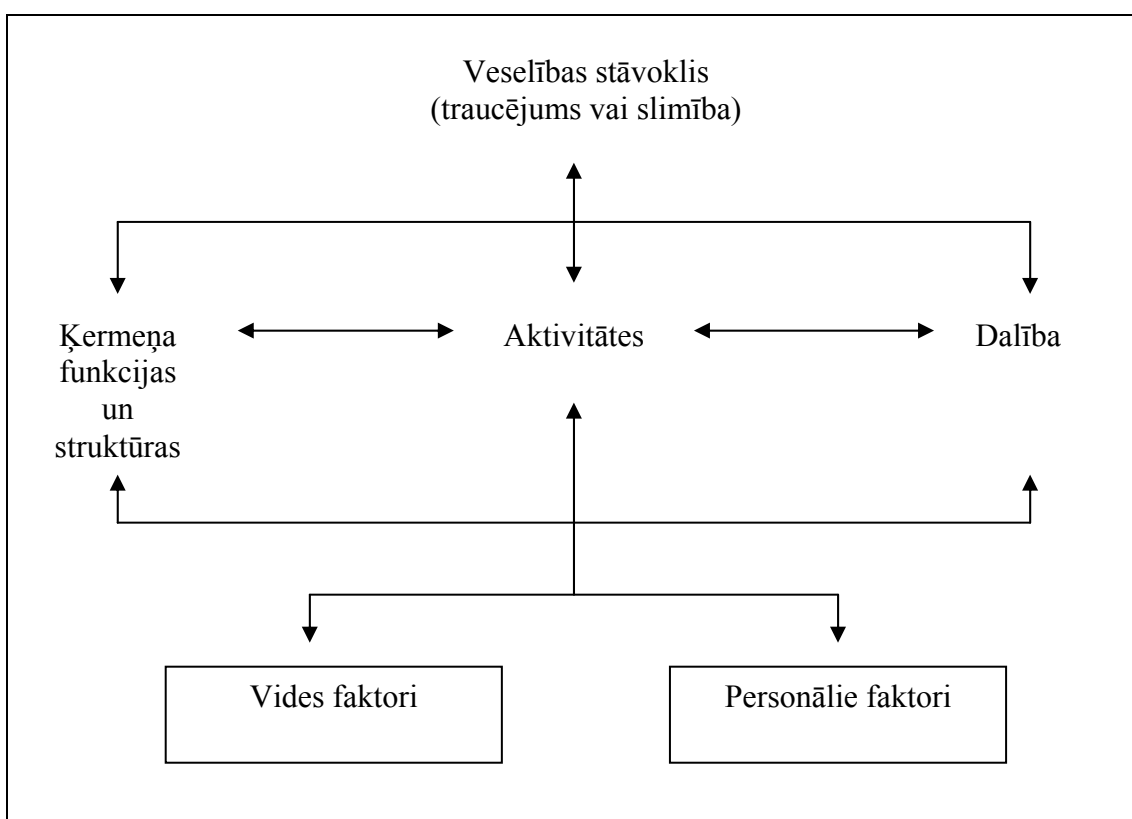 Veselības stāvoklis
(traucējums vai slimība)
Ķermeņa
funkcijas
un
struktūras
Aktivitātes
Dalība
Vides faktori
Personālie faktori